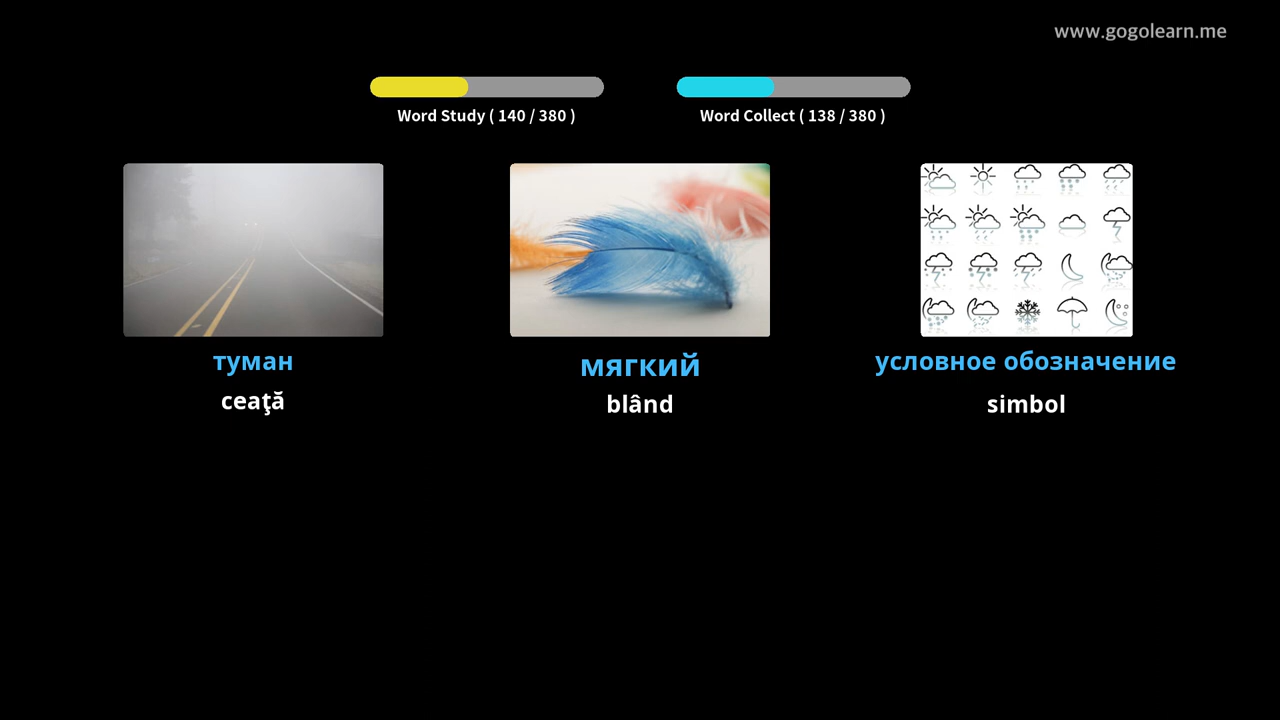 www.gogolearn.me
Word Study ( 140 / 380 )
Word Collect ( 138 / 380 )
туман
мягкий
условное обозначение
ceaţă
blând
simbol